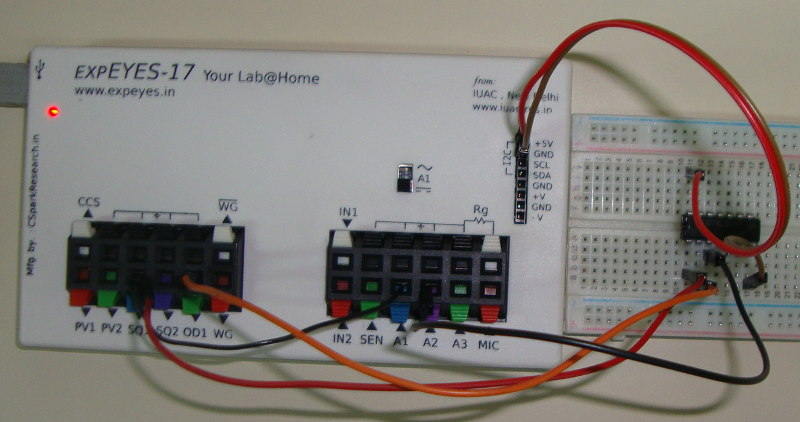 EXPEYES-17 Your Lab@Home
www.expeyes.in
from:
IUAC , New Delhi
www.iuac.res.in
Mfg. by. CSparkResearch.in
I2C
+5V
GND
SCL
SDA
GND
+V
GND
- V
A1
CCS
WG
IN1
Rg
PV1 PV2 SQ1 SQ2 OD1 WG
IN2 SEN A1 A2 A3 MIC